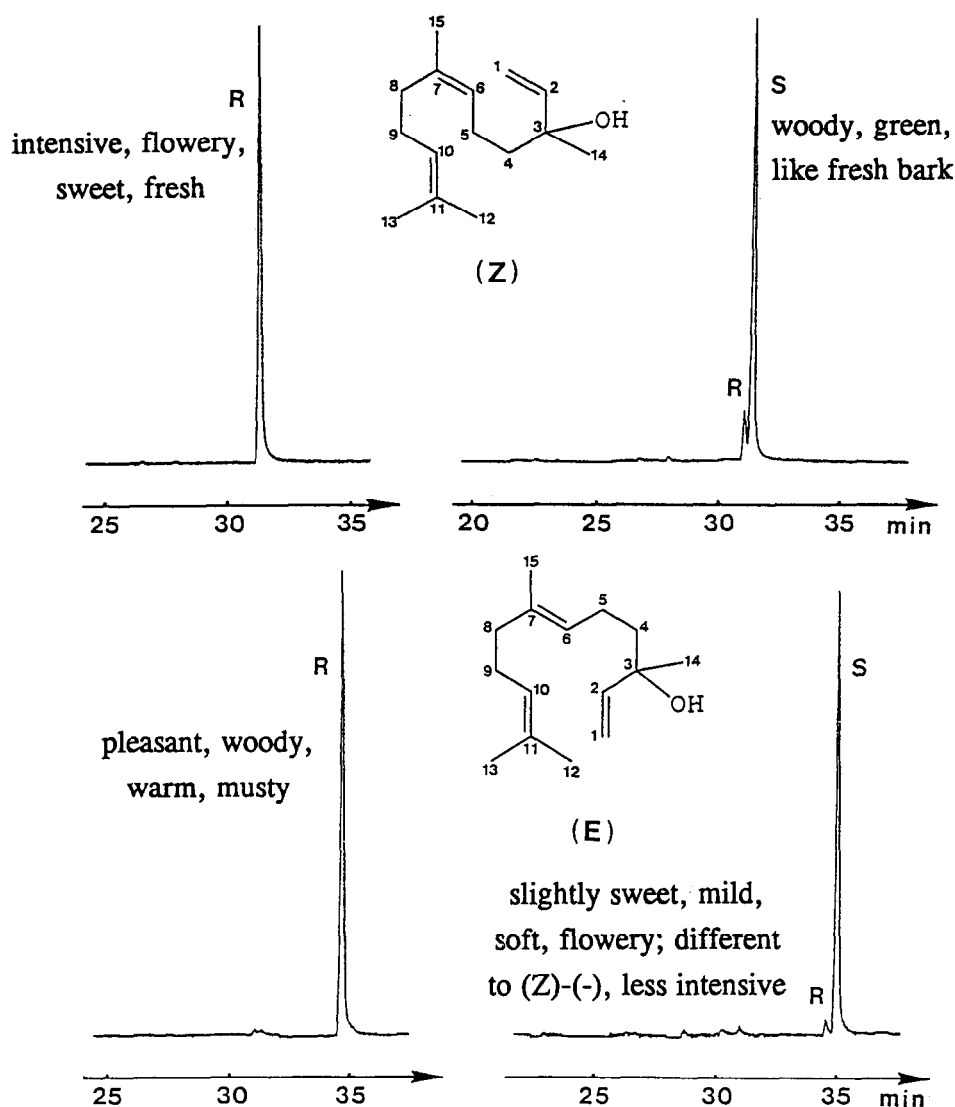 15
1
8
7
6
2
R
S
9
5
3
OH
intensive, flowery,
sweet, fresh
10
4
14
woody, green,
like fresh bark
11
13
12
(Z)
R
25 30 35
20 25 30 35 min
15
5
8
7
6
4
R
9
3
14
S
10
2
OH
pleasant, woody,
warm, musty
11
1
13
12
(E)
slightly sweet, mild,
soft, flowery; different
to (Z)-(-), less intensive
R
25 30 35
25 30 35 min